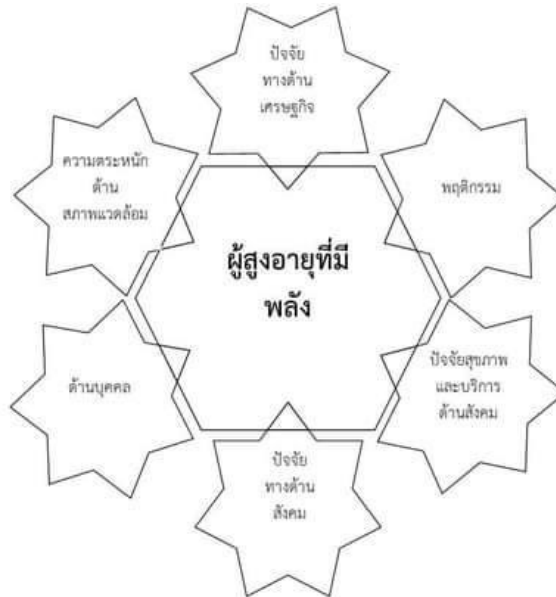 ปัจจัย
ทางด้าน
เศรษฐกิจ
ความตระหนัก
ด้าน
สภาพแวดล้อม
พฤติกรรม
ผู้สูงอายุที่มี
พลัง
ด้านบุคคล
ปัจจัยสุขภาพ
และบริการ
ด้านสังคม
ปัจจัย
ทางด้าน
สังคม